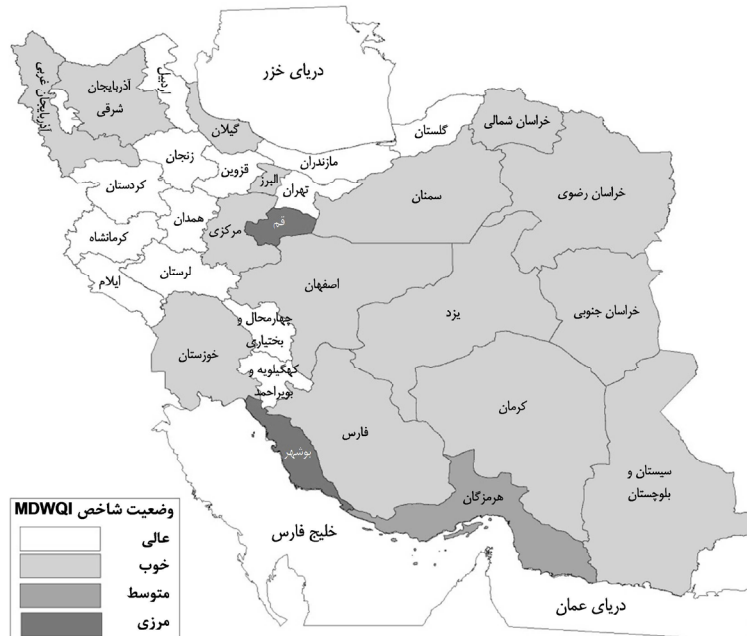 دریای خزر
آذربایجان غربی
آذربایجان
شرقی
اردبیل
گیلان
گلستان
خراسان شمالی
زنجان
مازندران
قزوین
البرز
تهران
سمنان
خراسان رضوی
کردستان
همدان
مرکزی
قم
کرمانشاه
لرستان
ایلام
اصفهان
یزد
خراسان جنوبی
چهارمحال و
بختیاری
خوزستان
کهگیلویه و
بویراحمد
فارس
کرمان
بوشهر
سیستان و
بلوچستان
هرمزگان
خلیج فارس
دریای عمان
وضعیت شاخص MDWQI
عالی
خوب
متوسط
مرزی